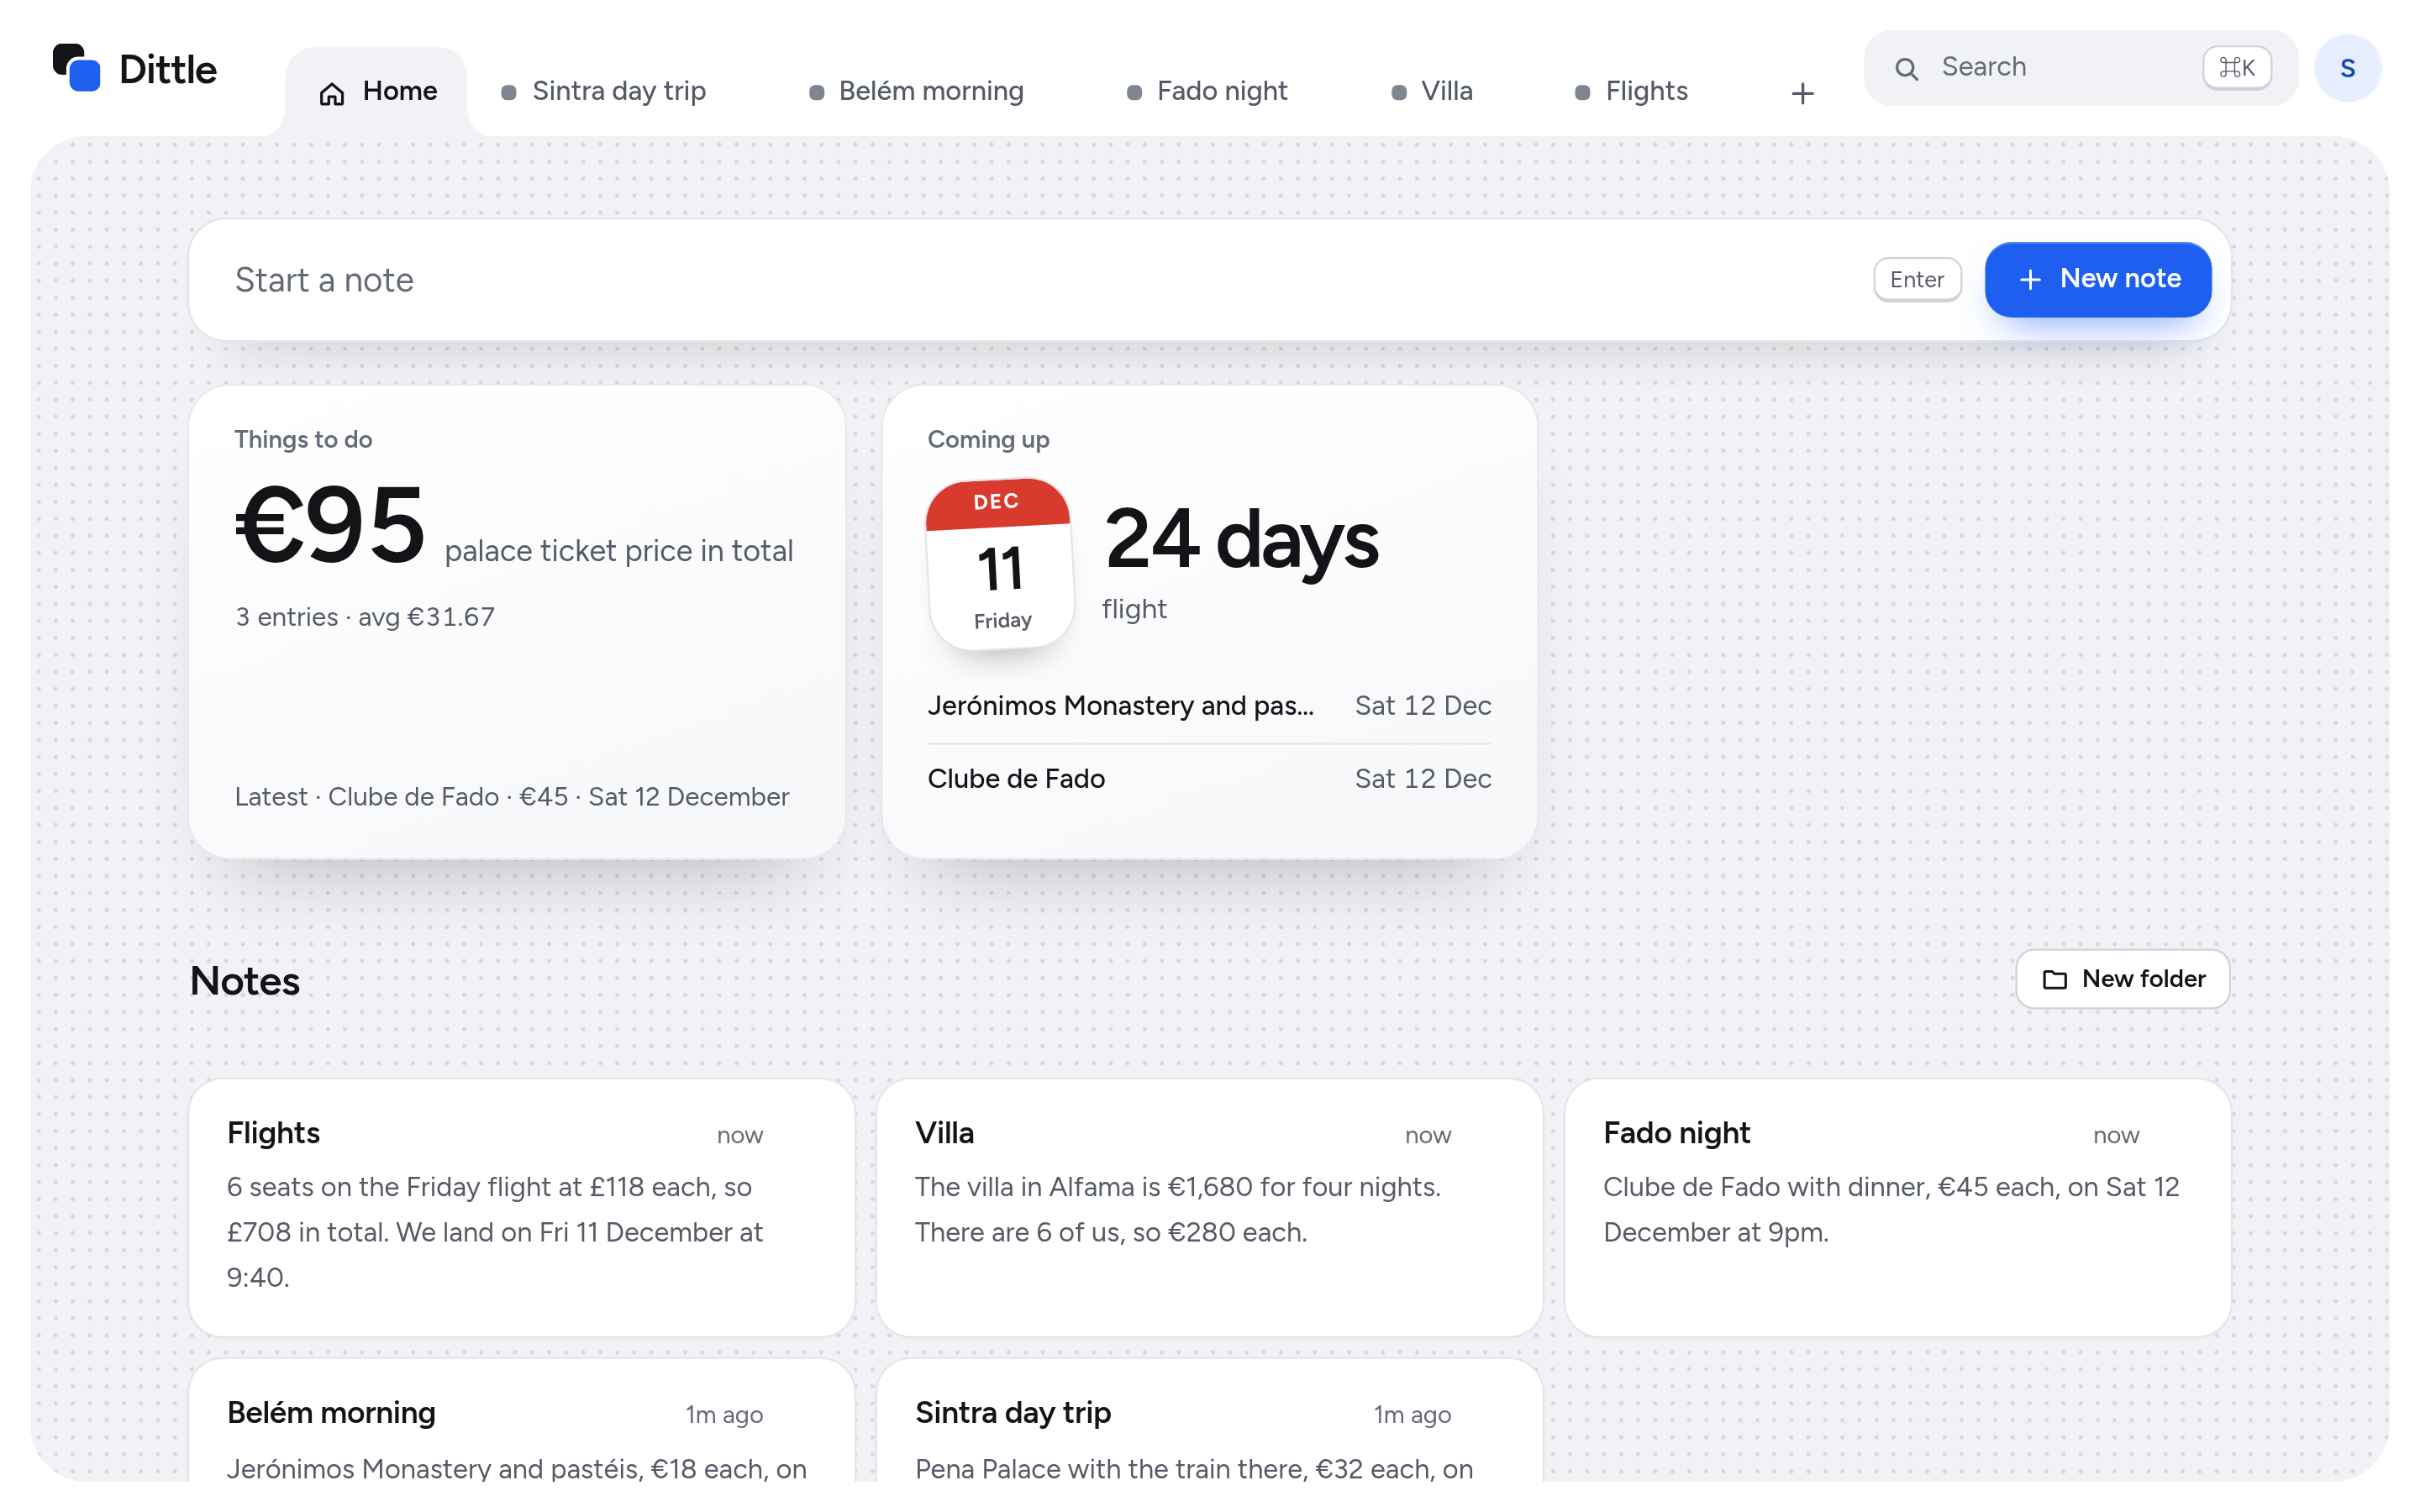 Dittle
Home
Sintra day trip
Belém morning
Fado night
Villa
Flights
Search
⌘K
S
Start a note
Enter
New note
Things to do
€95 palace ticket price in total
3 entries · avg €31.67
Latest · Clube de Fado · €45 · Sat 12 December
Coming up
DEC
11
Friday
24 days
flight
Jerónimos Monastery and pas... Sat 12 Dec
Clube de Fado Sat 12 Dec
Notes
New folder
Flights now
6 seats on the Friday flight at £118 each, so
£708 in total. We land on Fri 11 December at
9:40.
Villa now
The villa in Alfama is €1,680 for four nights.
There are 6 of us, so €280 each.
Fado night now
Clube de Fado with dinner, €45 each, on Sat 12
December at 9pm.
Belém morning 1m ago
Jerónimos Monastery and pastéis, €18 each, on
Sintra day trip 1m ago
Pena Palace with the train there, €32 each, on